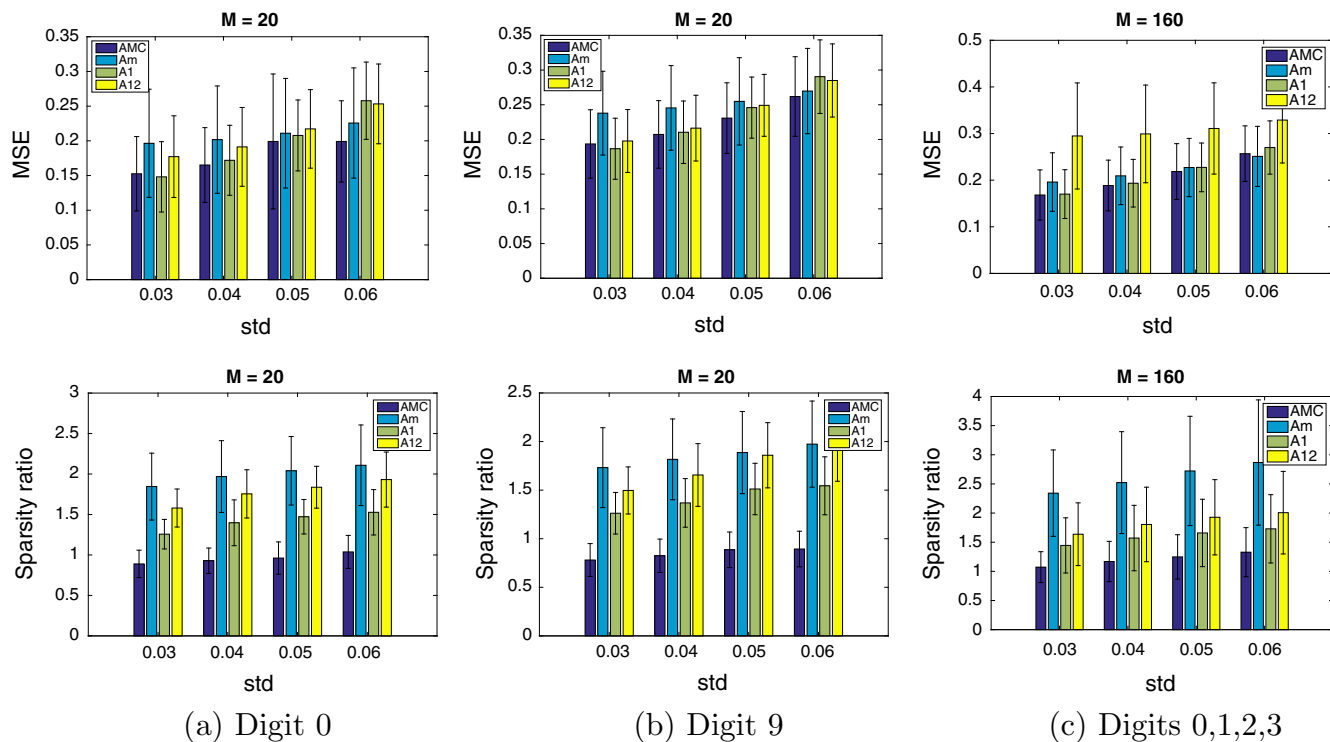 M = 20
0.35
0.3
0.25
0.2
0.15
0.1
0.05
0
MSE
AMC
Am
A1
A12
0.03 0.04 0.05 0.06
std
M = 20
0.35
0.3
0.25
0.2
0.15
0.1
0.05
0
MSE
AMC
Am
A1
A12
0.03 0.04 0.05 0.06
std
M = 160
0.5
0.4
0.3
0.2
0.1
0
MSE
AMC
Am
A1
A12
0.03 0.04 0.05 0.06
std
M = 20
3
2.5
2
1.5
1
0.5
0
Sparsity ratio
AMC
Am
A1
A12
0.03 0.04 0.05 0.06
std
M = 20
2.5
2
1.5
1
0.5
0
Sparsity ratio
AMC
Am
A1
A12
0.03 0.04 0.05 0.06
std
M = 160
4
3.5
3
2.5
2
1.5
1
0.5
0
Sparsity ratio
AMC
Am
A1
A12
0.03 0.04 0.05 0.06
std
(a) Digit 0
(b) Digit 9
(c) Digits 0,1,2,3